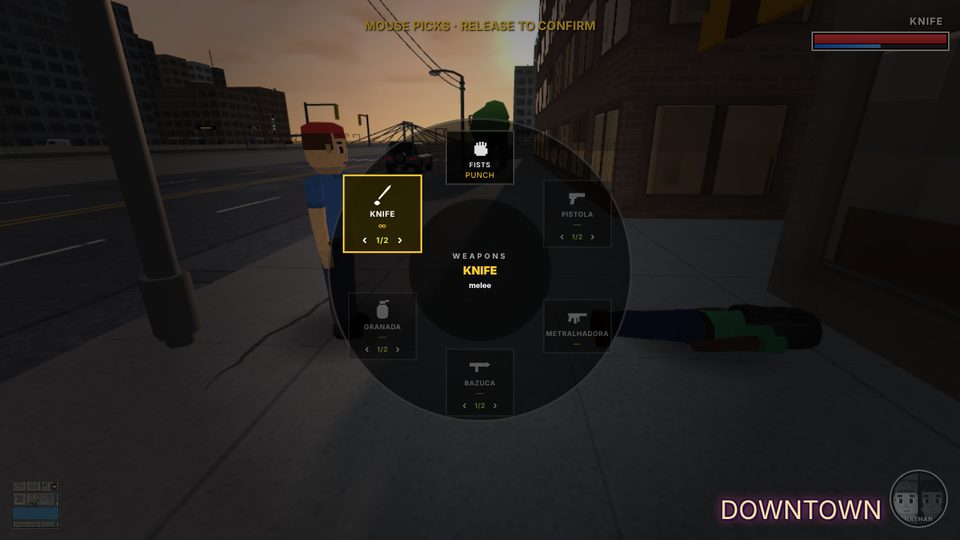 MOUSE PICKS · RELEASE TO CONFIRM
KNIFE
FISTS
PUNCH
KNIFE
∞
‹ 1/2 ›
PISTOLA
—
‹ 1/2 ›
WEAPONS
KNIFE
melee
GRANADA
—
‹ 1/2 ›
METRALHADORA
—
BAZUCA
—
‹ 1/2 ›
DOWNTOWN
NATHAN